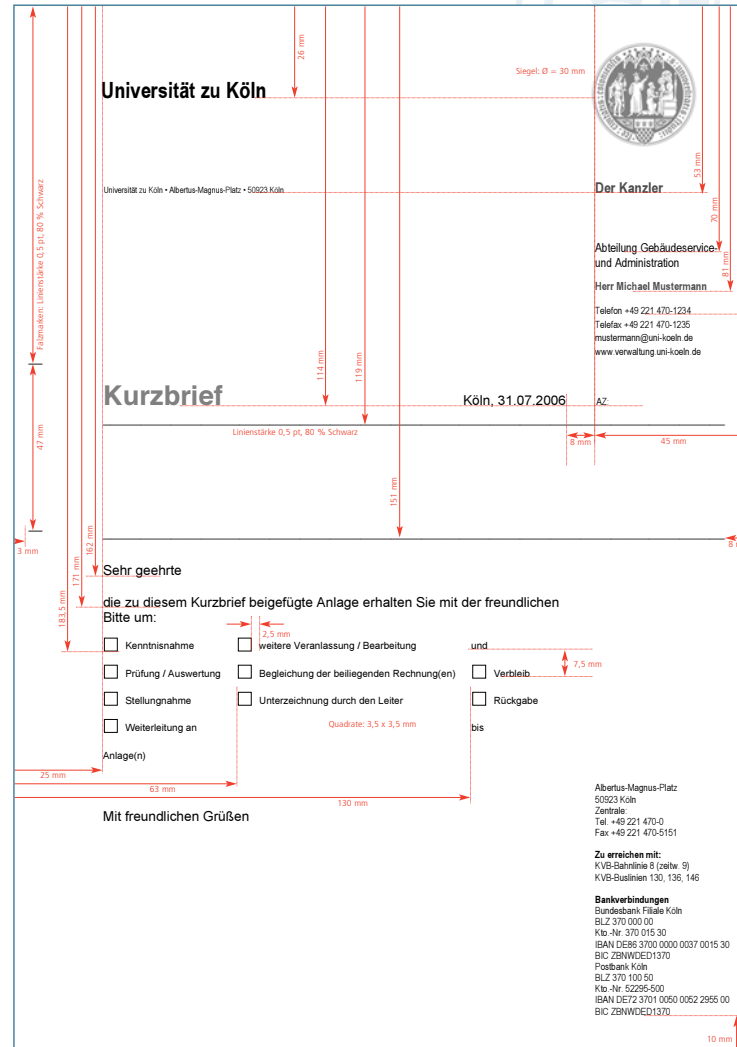 26 mm
Siegel: Ø = 30 mm
Universität zu Köln
53 mm
Universität zu Köln • Albertus-Magnus-Platz • 50923 Köln
Der Kanzler
70 mm
Falzmarken: Linienstärke 0,5 pt, 80 % Schwarz
Abteilung Gebäudeservice-
und Administration
81 mm
Herr Michael Mustermann
Telefon +49 221 470-1234
Telefax +49 221 470-1235
mustermann@uni-koeln.de
www.verwaltung.uni-koeln.de
114 mm
119 mm
Kurzbrief
Köln, 31.07.2006
AZ:
47 mm
Linienstärke 0,5 pt, 80 % Schwarz
8 mm
45 mm
151 mm
3 mm
162 mm
8
Sehr geehrte
171 mm
die zu diesem Kurzbrief beigefügte Anlage erhalten Sie mit der freundlichen
Bitte um:
183,5 mm
2,5 mm
Kenntnisnahme
weitere Veranlassung / Bearbeitung
und
7,5 mm
Prüfung / Auswertung
Begleichung der beiliegenden Rechnung(en)
Verbleib
Stellungnahme
Unterzeichnung durch den Leiter
Rückgabe
Weiterleitung an
Quadrate: 3,5 x 3,5 mm
bis
Anlage(n)
25 mm
63 mm
130 mm
Mit freundlichen Grüßen
Albertus-Magnus-Platz
50923 Köln
Zentrale:
Tel. +49 221 470-0
Fax +49 221 470-5151
Zu erreichen mit:
KVB-Bahnlinie 8 (zeitw. 9)
KVB-Buslinien 130, 136, 146
Bankverbindungen
Bundesbank Filiale Köln
BLZ 370 000 00
Kto.-Nr. 370 015 30
IBAN DE86 3700 0000 0037 0015 30
BIC ZBNWDED1370
Postbank Köln
BLZ 370 100 50
Kto.-Nr. 52295-500
IBAN DE72 3701 0050 0052 2955 00
BIC ZBNWDED1370
10 mm